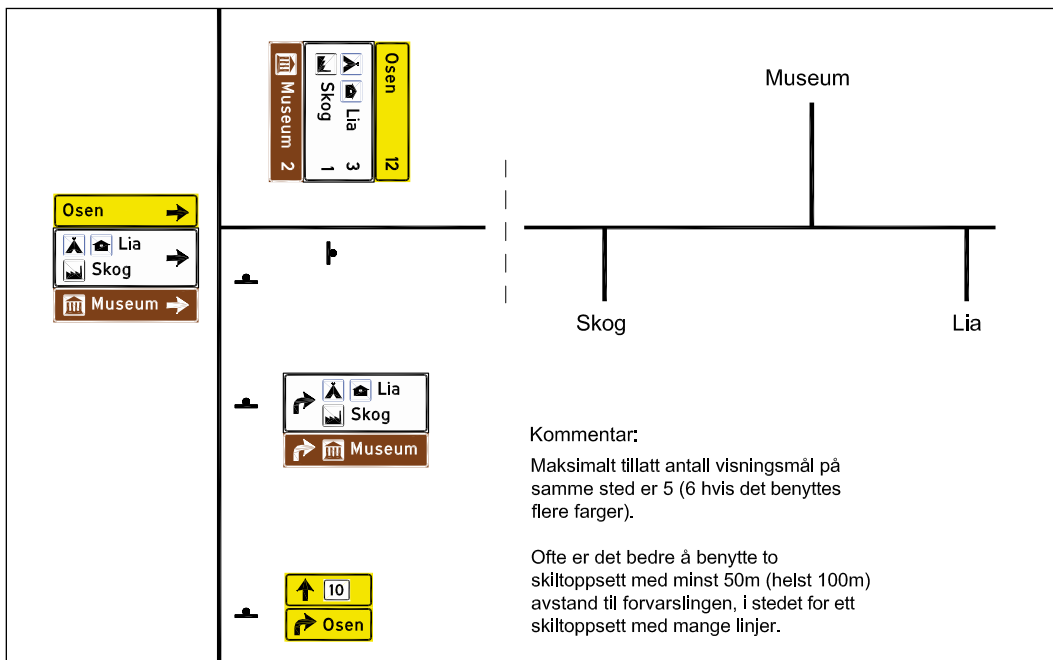 Osen 12
Lia 3
Skog 1
Museum 2
Museum
Osen
Lia
Skog
Museum
Skog
Lia
Lia
Skog
Museum
Kommentar:
Maksimalt tillatt antall visningsmål på
samme sted er 5 (6 hvis det benyttes
flere farger).
Ofte er det bedre å benytte to
skiltoppsett med minst 50m (helst 100m)
avstand til forvarslingen, i stedet for ett
skiltoppsett med mange linjer.
10
Osen